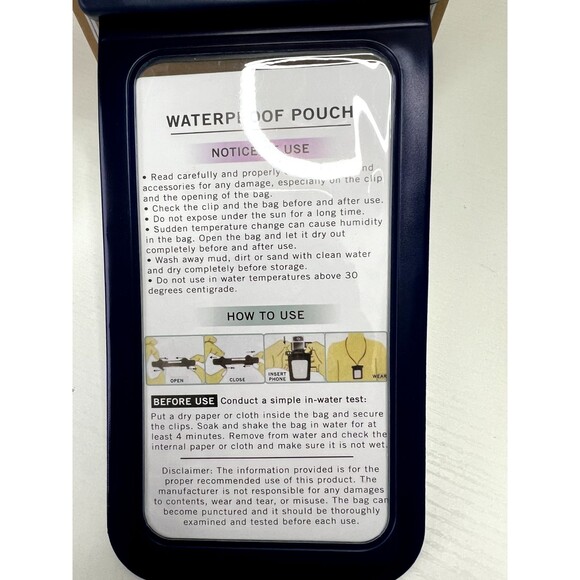 WATERPROOF POUCH
NOTICE USE
• Read carefully and properly nd
accessories for any damage, especially on the clip
and the opening of the bag.
• Check the clip and the bag before and after use.
• Do not expose under the sun for a long time.
• Sudden temperature change can cause humidity
in the bag. Open the bag and let it dry out
completely before and after use.
• Wash away mud, dirt or sand with clean water
and dry completely before storage.
• Do not use in water temperatures above 30
degrees centigrade.
HOW TO USE
OPEN
CLOSE
INSERT
PHONE
WEAR
BEFORE USE Conduct a simple in-water test:
Put a dry paper or cloth inside the bag and secure
the clips. Soak and shake the bag in water for at
least 4 minutes. Remove from water and check the
internal paper or cloth and make sure it is not wet.
Disclaimer: The information provided is for the
proper recommended use of this product. The
manufacturer is not responsible for any damages
to contents, wear and tear, or misuse. The bag can
become punctured and it should be thoroughly
examined and tested before each use.